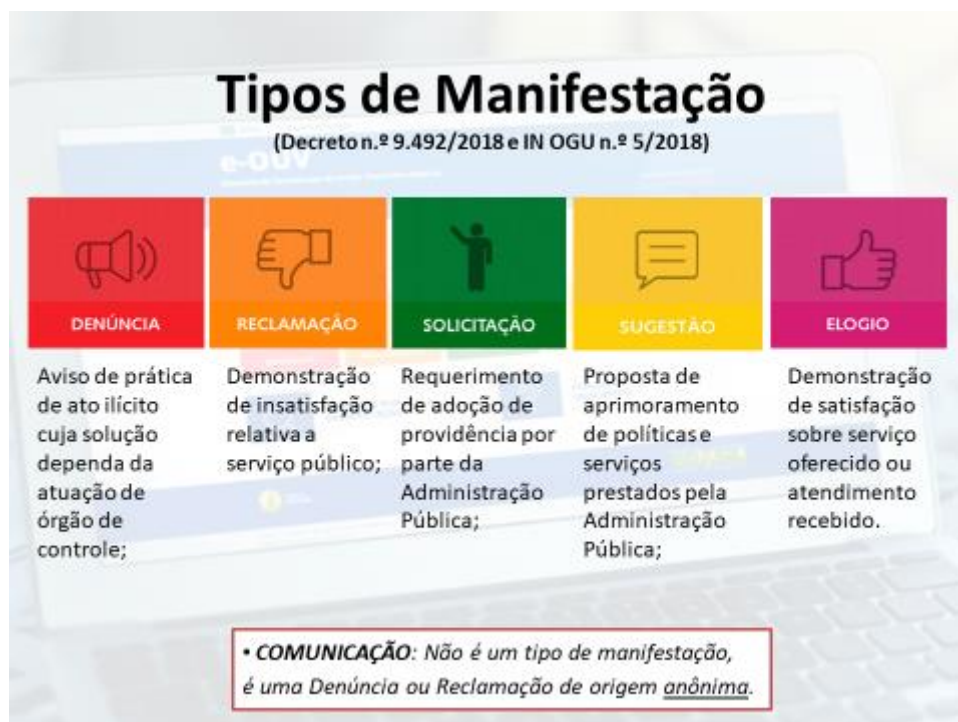 Tipos de Manifestação
(Decreto n.º 9.492/2018 e IN OGU n.º 5/2018)
e-OUV
DENÚNCIA
Aviso de prática
de ato ilícito
cuja solução
dependa da
atuação de
órgão de
controle;
RECLAMAÇÃO
Demonstração
de insatisfação
relativa a
serviço público;
SOLICITAÇÃO
Requerimento
de adoção de
providência por
parte da
Administração
Pública;
SUGESTÃO
Proposta de
aprimoramento
de políticas e
serviços
prestados pela
Administração
Pública;
ELOGIO
Demonstração
de satisfação
sobre serviço
oferecido ou
atendimento
recebido.
• COMUNICAÇÃO: Não é um tipo de manifestação,
é uma Denúncia ou Reclamação de origem anônima.